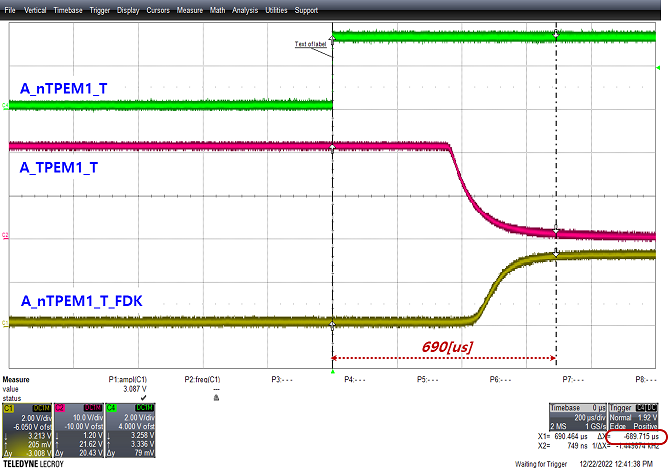 File Vertical Timebase Trigger Display Cursors Measure Math Analysis Utilities Support
Text of label
A_nTPEM1_T
C4
A_TPEM1_T
C2
A_nTPEM1_T_FDK
C1
690[us]
Measure P1:ampl(C1) P2:freq(C1) P3:- - - P4:- - - P5:- - - P6:- - - P7:- - - P8:- - -
value 3.087 V ---
status
C1 DC1M C2 DC1M C4 DC1M Timebase 0 µs Trigger C4 DC
2.00 V/div 10.0 V/div 2.00 V/div 200 µs/div Normal 1.92 V
-6.050 V ofst -10.00 V ofst 4.000 V ofst 2 MS 1 GS/s Edge Positive
3.213 V 1.20 V 3.258 V X1= 690.464 µs ΔX= -689.715 µs
205 mV 21.62 V 3.336 V X2= 749 ns 1/ΔX=
Δy -3.008 V Δy 20.43 V Δy 79 mV
TELEDYNE LECROY Waiting for Trigger 12/22/2022 12:41:38 PM